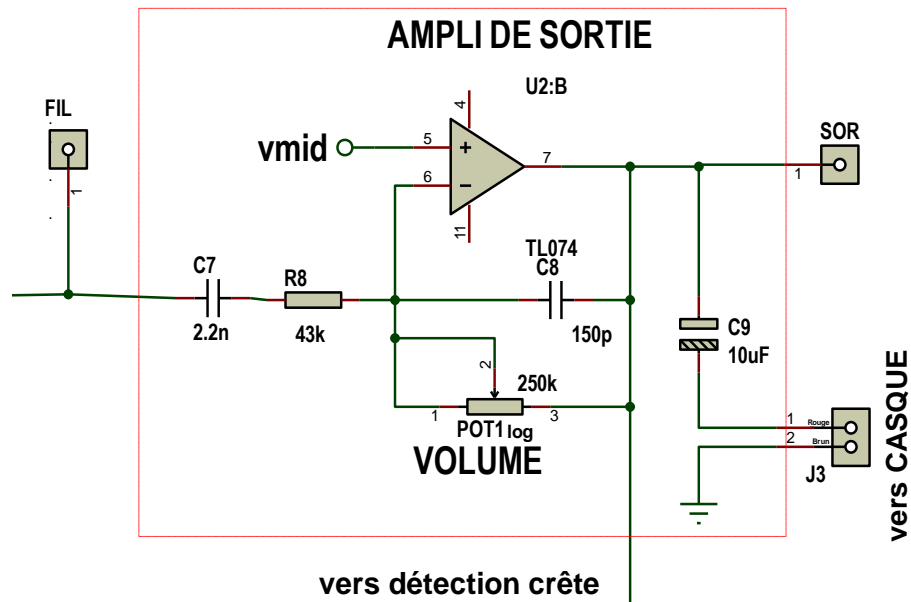 AMPLI DE SORTIE
U2:B
FIL
1
vmid
4
5
+
6
−
7
11
SOR
1
TL074
C7
2.2n
R8
43k
C8
150p
C9
10uF
2
250k
1
3
POT1 log
VOLUME
1
Rouge
2
Brun
J3
vers CASQUE
vers détection crête